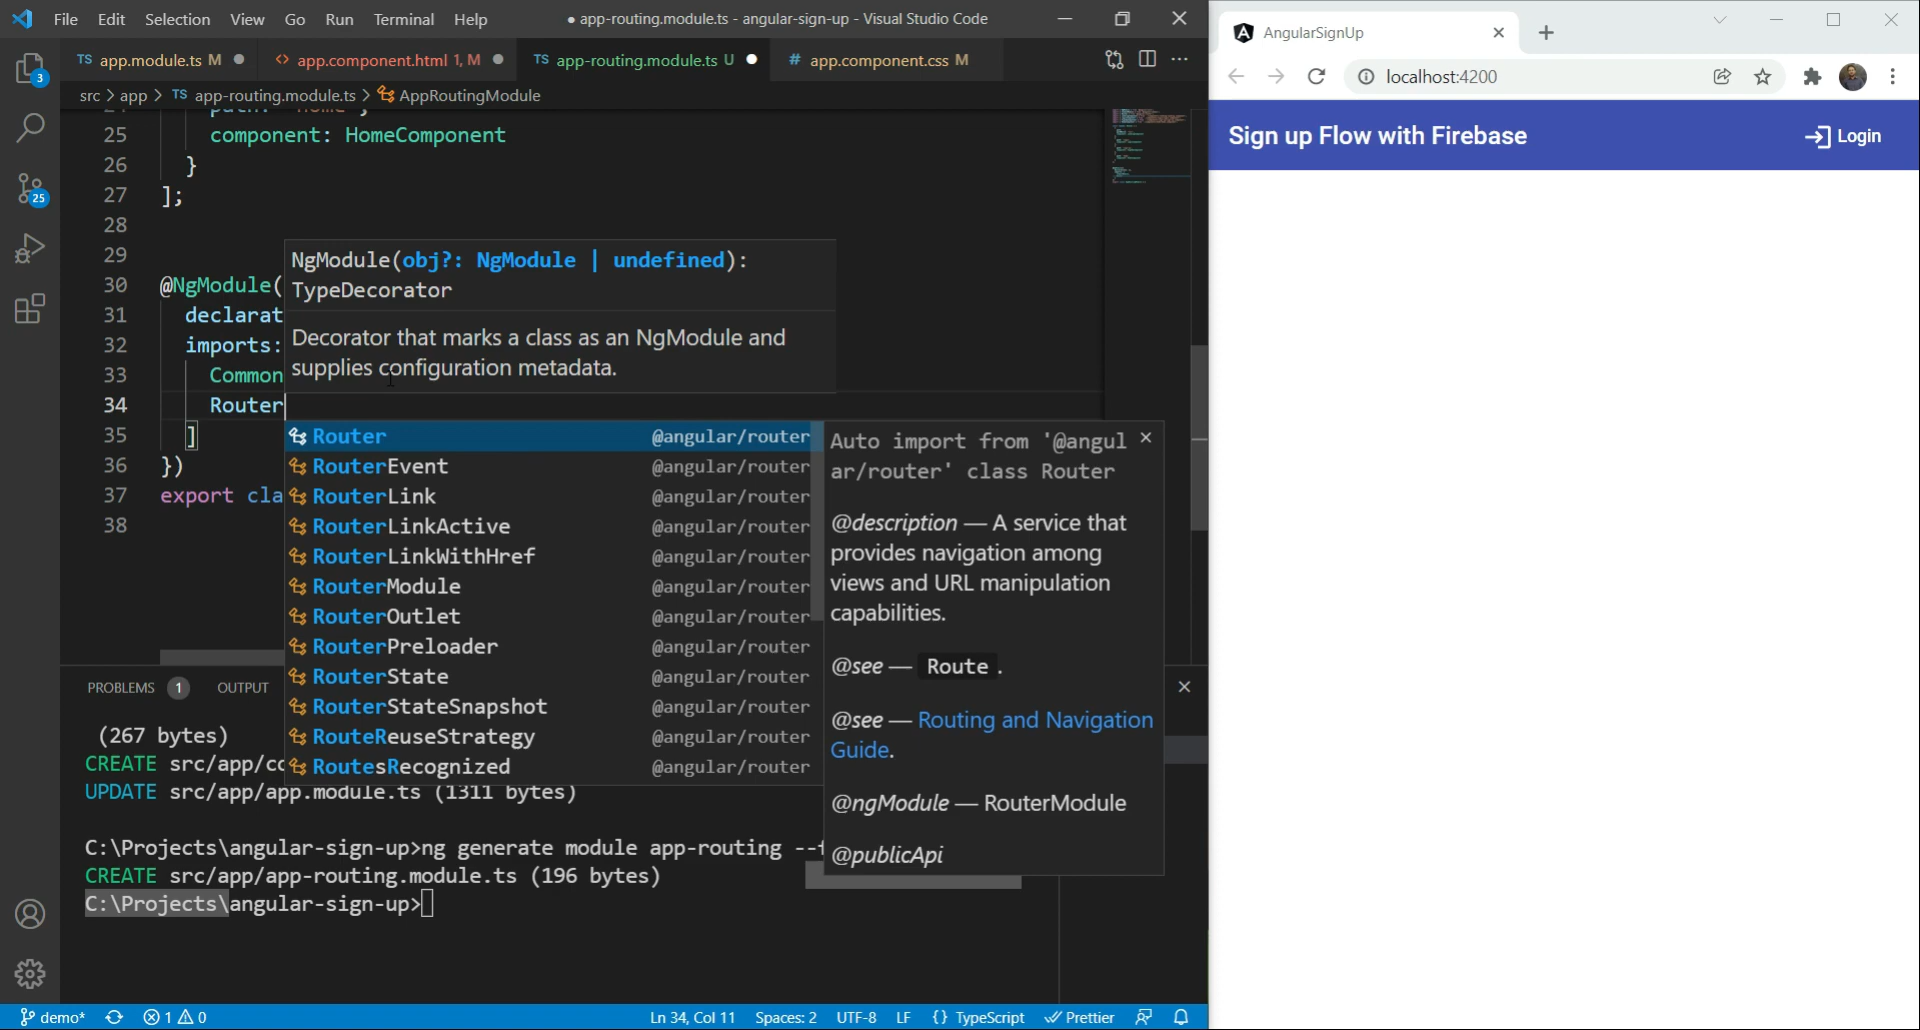 File Edit Selection View Go Run Terminal Help
● app-routing.module.ts - angular-sign-up - Visual Studio Code
TS app.module.ts M ● <> app.component.html 1, M ● TS app-routing.module.ts U ● # app.component.css M
src > app > TS app-routing.module.ts > AppRoutingModule
25 component: HomeComponent
26 }
27 ];
28
29
30 @NgModule(
31 declarat
32 imports:
33 Common
34 Router
35 ]
36 })
37 export cla
38
NgModule(obj?: NgModule | undefined):
TypeDecorator
Decorator that marks a class as an NgModule and
supplies configuration metadata.
Router @angular/router
RouterEvent @angular/router
RouterLink @angular/router
RouterLinkActive @angular/router
RouterLinkWithHref @angular/router
RouterModule @angular/router
RouterOutlet @angular/router
RouterPreloader @angular/router
RouterState @angular/router
RouterStateSnapshot @angular/router
RouteReuseStrategy @angular/router
RoutesRecognized @angular/router
Auto import from '@angul
ar/router' class Router
@description — A service that
provides navigation among
views and URL manipulation
capabilities.
@see — Route .
@see — Routing and Navigation
Guide.
@ngModule — RouterModule
@publicApi
PROBLEMS 1 OUTPUT
(267 bytes)
CREATE src/app/co
UPDATE src/app/app.module.ts (1311 bytes)
C:\Projects\angular-sign-up>ng generate module app-routing --f
CREATE src/app/app-routing.module.ts (196 bytes)
C:\Projects\angular-sign-up>
3
25
demo* 1 0 Ln 34, Col 11 Spaces: 2 UTF-8 LF {} TypeScript Prettier
AngularSignUp
localhost:4200
Sign up Flow with Firebase
Login